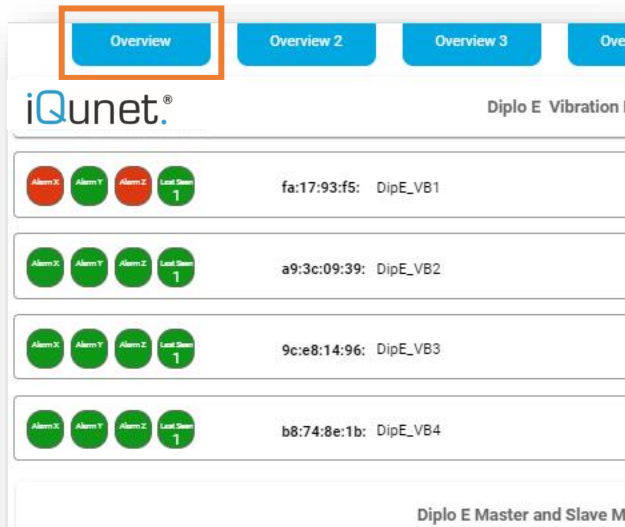 Overview Overview 2 Overview 3 Ove
iQunet.®
Diplo E Vibration
Alarm X Alarm Y Alarm Z Last Seen 1 fa:17:93:f5: DipE_VB1
Alarm X Alarm Y Alarm Z Last Seen 1 a9:3c:09:39: DipE_VB2
Alarm X Alarm Y Alarm Z Last Seen 1 9c:e8:14:96: DipE_VB3
Alarm X Alarm Y Alarm Z Last Seen 1 b8:74:8e:1b: DipE_VB4
Diplo E Master and Slave M